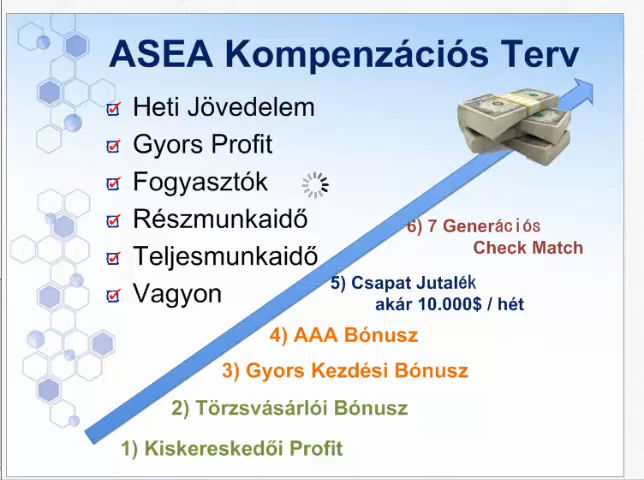 ASEA Kompenzációs Terv
Heti Jövedelem
Gyors Profit
Fogyasztók
Részmunkaidő
Teljesmunkaidő
Vagyon
6) 7 Generációs
Check Match
5) Csapat Jutalék
akár 10.000$ / hét
4) AAA Bónusz
3) Gyors Kezdési Bónusz
2) Törzsvásárlói Bónusz
1) Kiskereskedői Profit